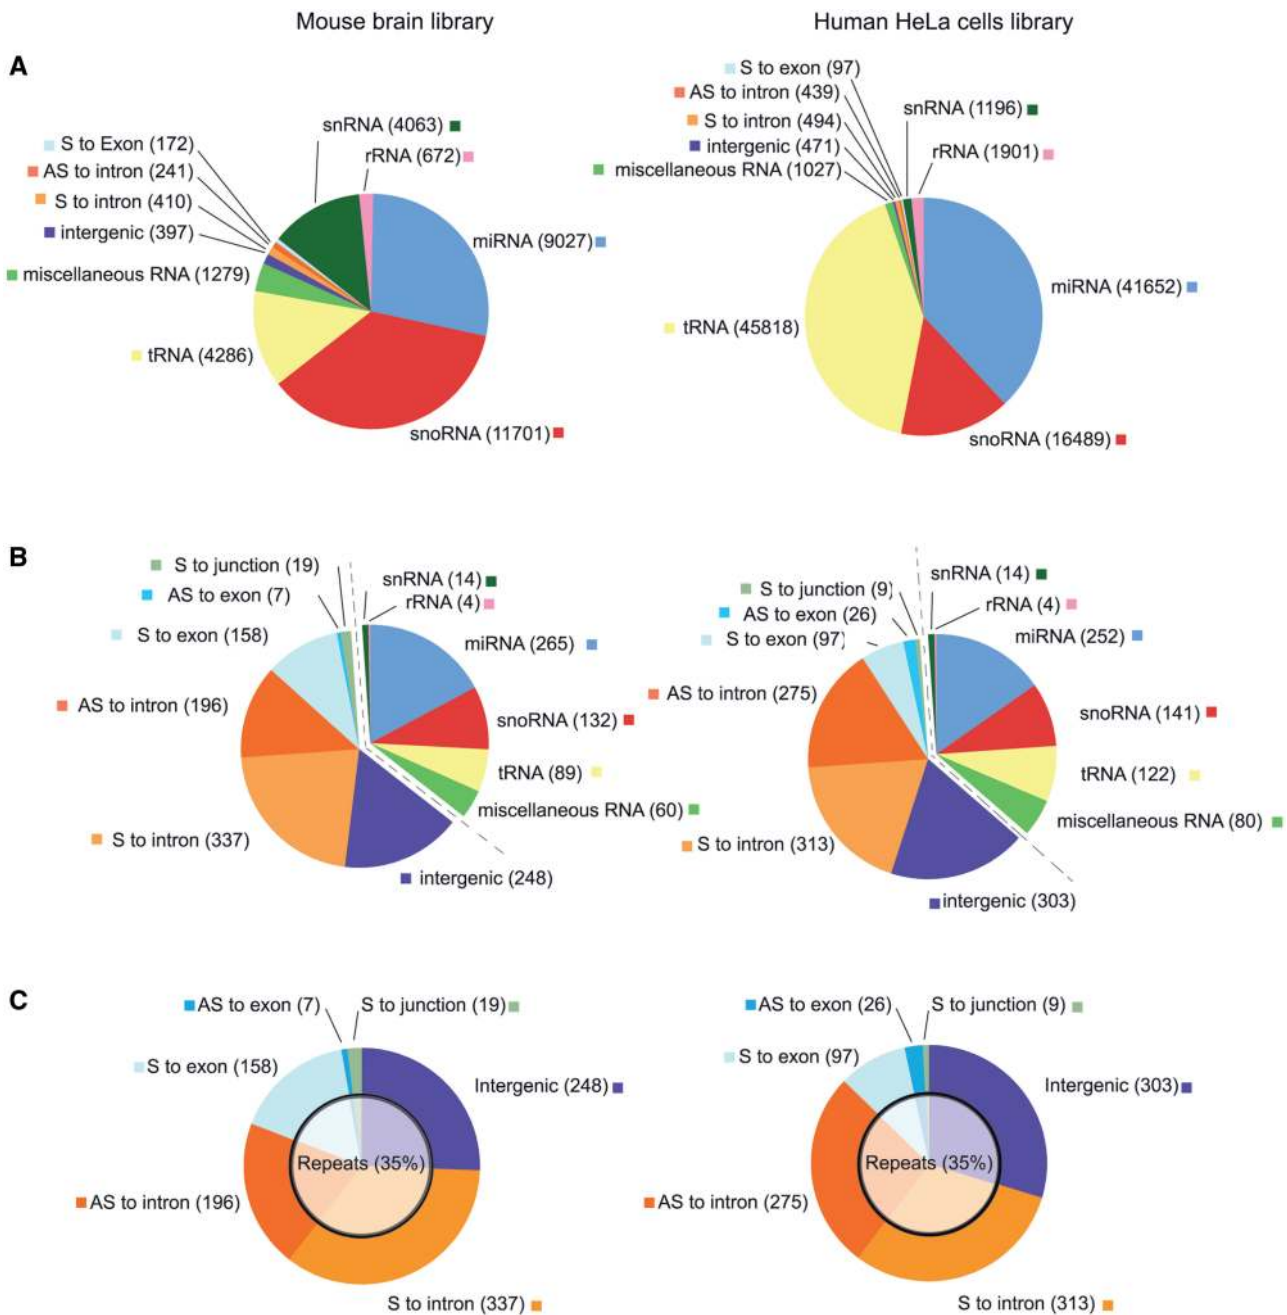 Mouse brain library
Human HeLa cells library
A
S to Exon (172)
AS to intron (241)
S to intron (410)
intergenic (397)
miscellaneous RNA (1279)
tRNA (4286)
snRNA (4063)
rRNA (672)
miRNA (9027)
snoRNA (11701)
S to exon (97)
AS to intron (439)
S to intron (494)
intergenic (471)
miscellaneous RNA (1027)
tRNA (45818)
snRNA (1196)
rRNA (1901)
miRNA (41652)
snoRNA (16489)
B
S to junction (19)
AS to exon (7)
S to exon (158)
AS to intron (196)
S to intron (337)
snRNA (14)
rRNA (4)
miRNA (265)
snoRNA (132)
tRNA (89)
miscellaneous RNA (60)
intergenic (248)
S to junction (9)
AS to exon (26)
S to exon (97)
AS to intron (275)
S to intron (313)
snRNA (14)
rRNA (4)
miRNA (252)
snoRNA (141)
tRNA (122)
miscellaneous RNA (80)
intergenic (303)
C
AS to exon (7)
S to junction (19)
S to exon (158)
Intergenic (248)
Repeats (35%)
AS to intron (196)
S to intron (337)
AS to exon (26)
S to junction (9)
S to exon (97)
Intergenic (303)
Repeats (35%)
AS to intron (275)
S to intron (313)